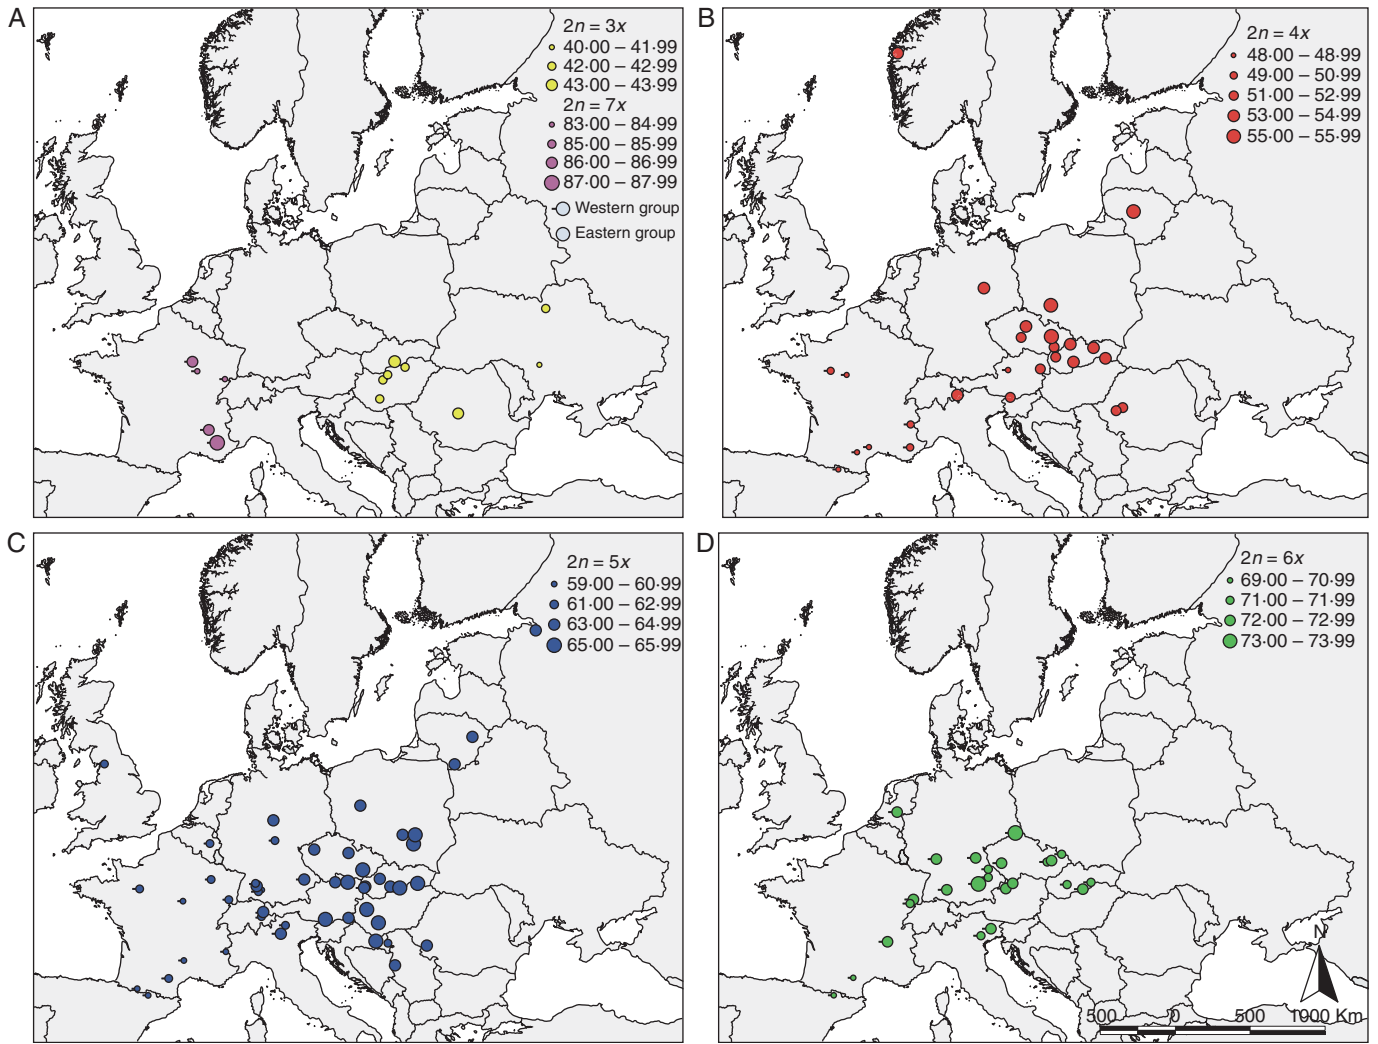 A
2n = 3x
40·00 – 41·99
42·00 – 42·99
43·00 – 43·99
2n = 7x
83·00 – 84·99
85·00 – 85·99
86·00 – 86·99
87·00 – 87·99
Western group
Eastern group
B
2n = 4x
48·00 – 48·99
49·00 – 50·99
51·00 – 52·99
53·00 – 54·99
55·00 – 55·99
C
2n = 5x
59·00 – 60·99
61·00 – 62·99
63·00 – 64·99
65·00 – 65·99
D
2n = 6x
69·00 – 70·99
71·00 – 71·99
72·00 – 72·99
73·00 – 73·99
N
500 0 500 1000 Km